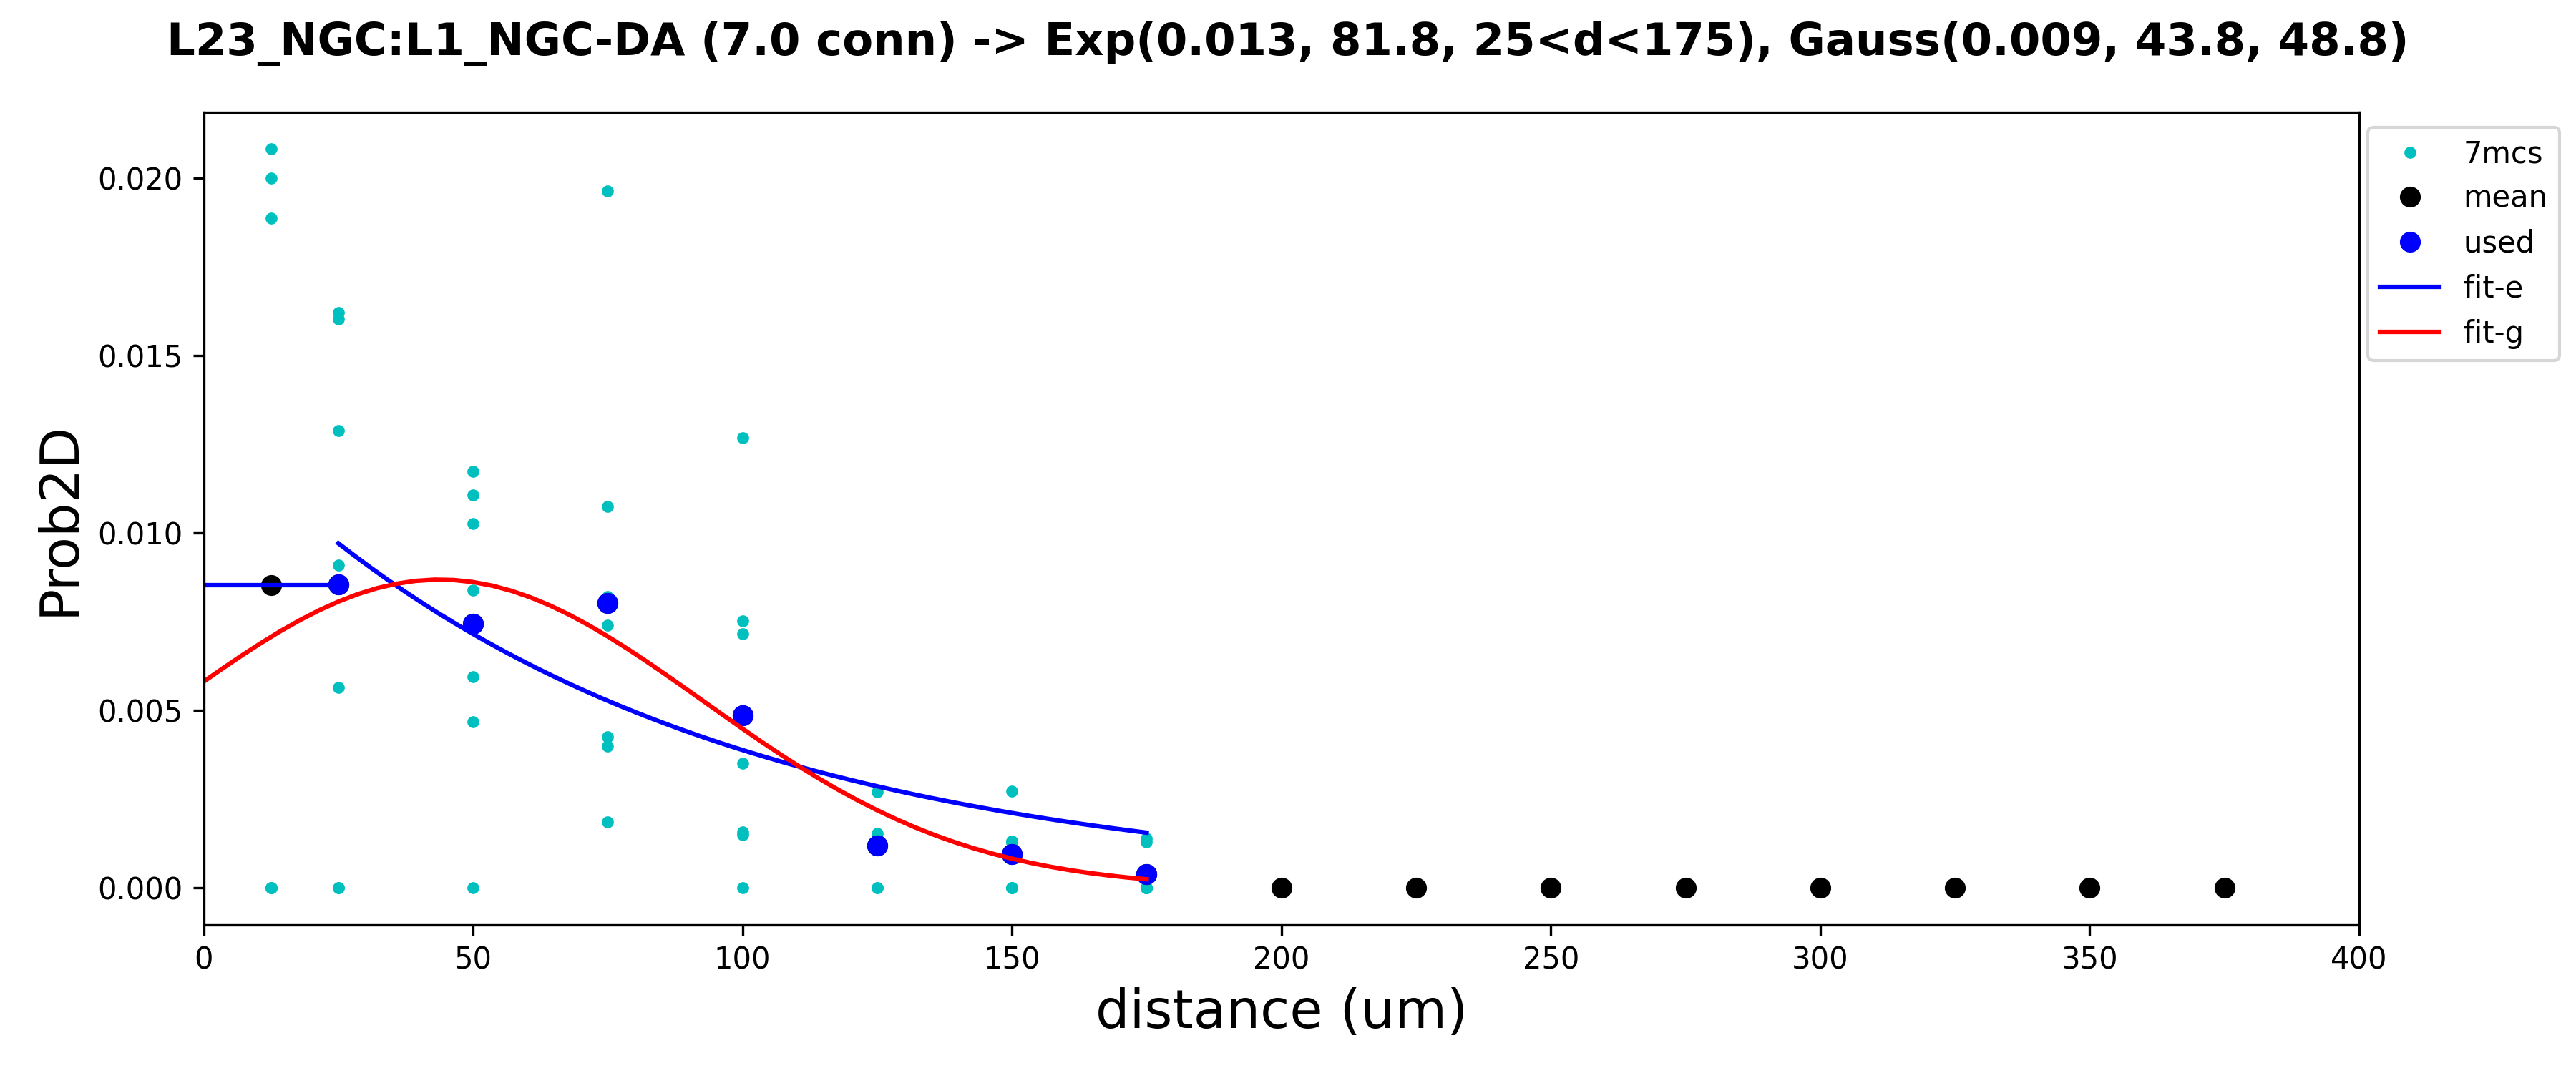 L23_NGC:L1_NGC-DA (7.0 conn) -> Exp(0.013, 81.8, 25<d<175), Gauss(0.009, 43.8, 48.8)
7mcs
mean
used
fit-e
fit-g
Prob2D
0.020
0.015
0.010
0.005
0.000
0 50 100 150 200 250 300 350 400
distance (um)